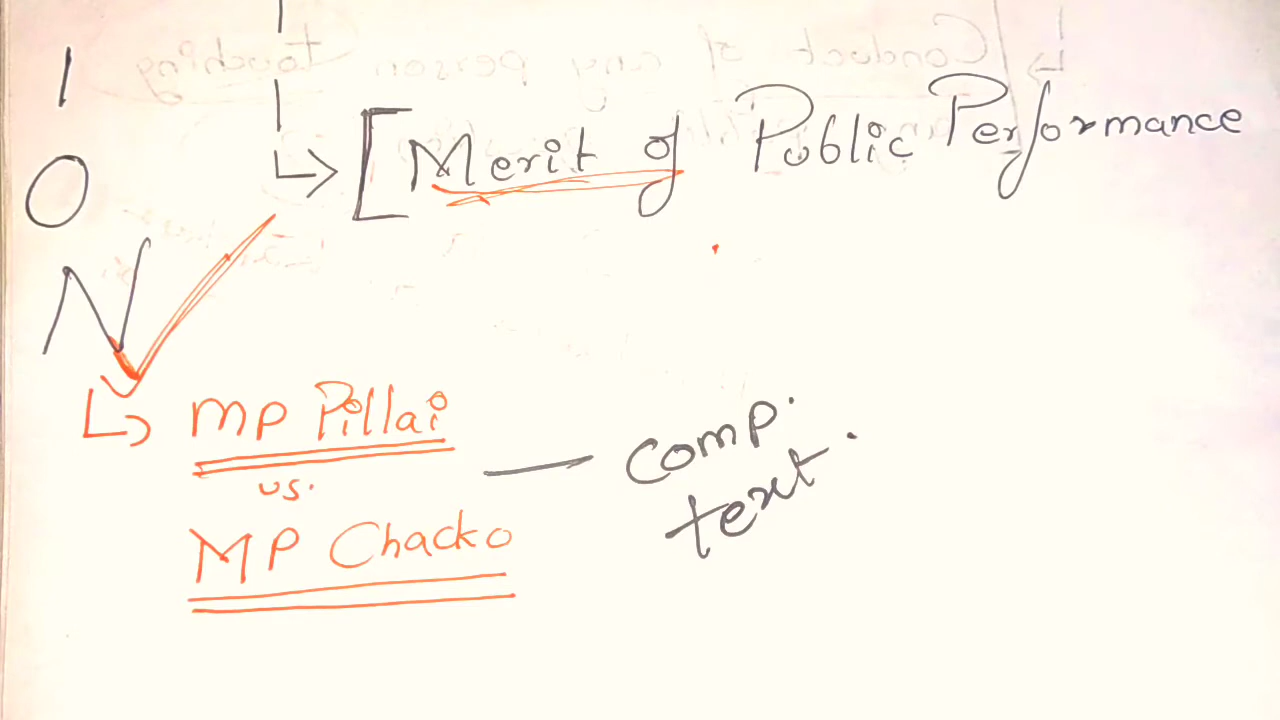 I
O
N
[Merit of Public Performance
MP Pillai
vs.
MP Chacko
— Comp.
text.